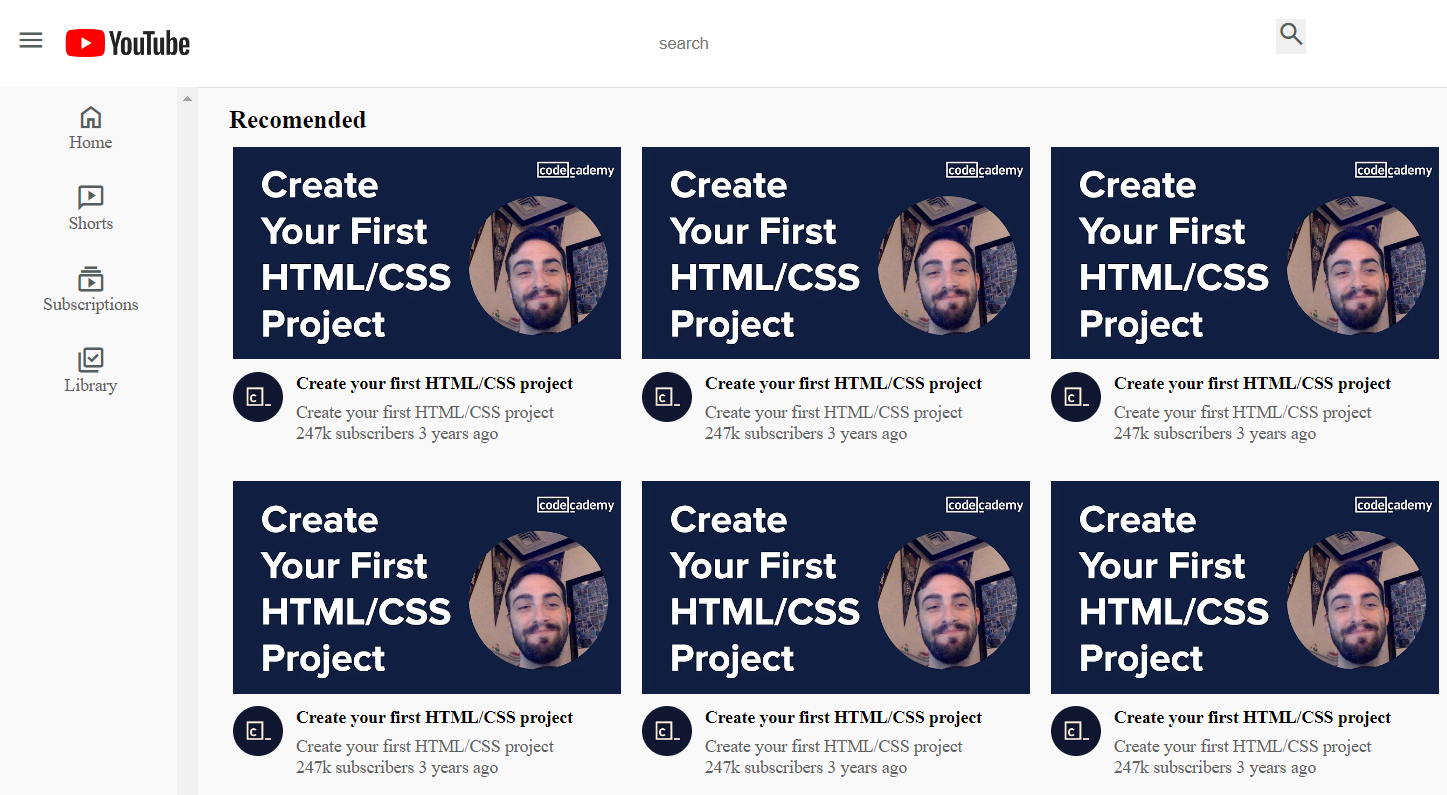 YouTube
search
Home
Shorts
Subscriptions
Library
Recomended
codecademy
Create
Your First
HTML/CSS
Project
codecademy
Create
Your First
HTML/CSS
Project
codecademy
Create
Your First
HTML/CSS
Project
c_
Create your first HTML/CSS project
Create your first HTML/CSS project
247k subscribers 3 years ago
c_
Create your first HTML/CSS project
Create your first HTML/CSS project
247k subscribers 3 years ago
c_
Create your first HTML/CSS project
Create your first HTML/CSS project
247k subscribers 3 years ago
codecademy
Create
Your First
HTML/CSS
Project
codecademy
Create
Your First
HTML/CSS
Project
codecademy
Create
Your First
HTML/CSS
Project
c_
Create your first HTML/CSS project
Create your first HTML/CSS project
247k subscribers 3 years ago
c_
Create your first HTML/CSS project
Create your first HTML/CSS project
247k subscribers 3 years ago
c_
Create your first HTML/CSS project
Create your first HTML/CSS project
247k subscribers 3 years ago